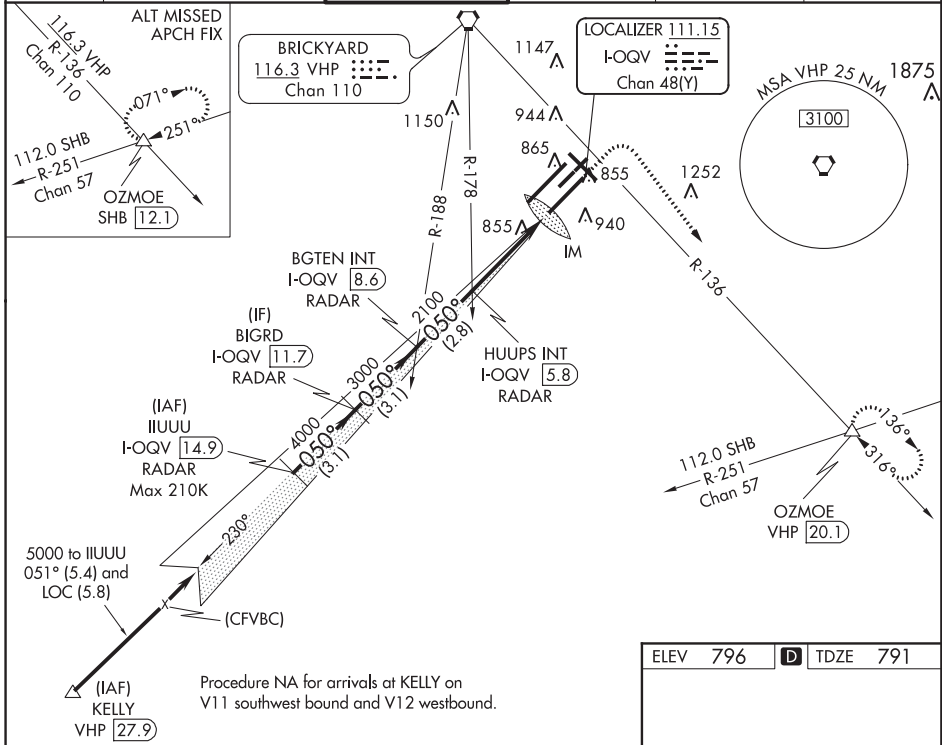 ALT MISSED
APCH FIX
116.3 VHP
R-136
Chan 110
071°
251°
112.0 SHB
R-251
Chan 57
OZMOE
SHB 12.1
BRICKYARD
116.3 VHP
Chan 110
LOCALIZER 111.15
I-OQV
Chan 48(Y)
MSA VHP 25 NM
3100
1875
1147
1150
944
865
855
1252
855
940
IM
R-188
R-178
R-136
BGTEN INT
I-OQV 8.6
RADAR
(IF)
BIGRD
I-OQV 11.7
RADAR
(IAF)
IIUUU
I-OQV 14.9
RADAR
Max 210K
2100
050°
(2.8)
3000
050°
(3.1)
4000
050°
(3.1)
HUUPS INT
I-OQV 5.8
RADAR
230°
5000 to IIUUU
051° (5.4) and
LOC (5.8)
(CFVBC)
(IAF)
KELLY
VHP 27.9
Procedure NA for arrivals at KELLY on
V11 southwest bound and V12 westbound.
112.0 SHB
R-251
Chan 57
136°
316°
OZMOE
VHP 20.1
ELEV 796 D TDZE 791